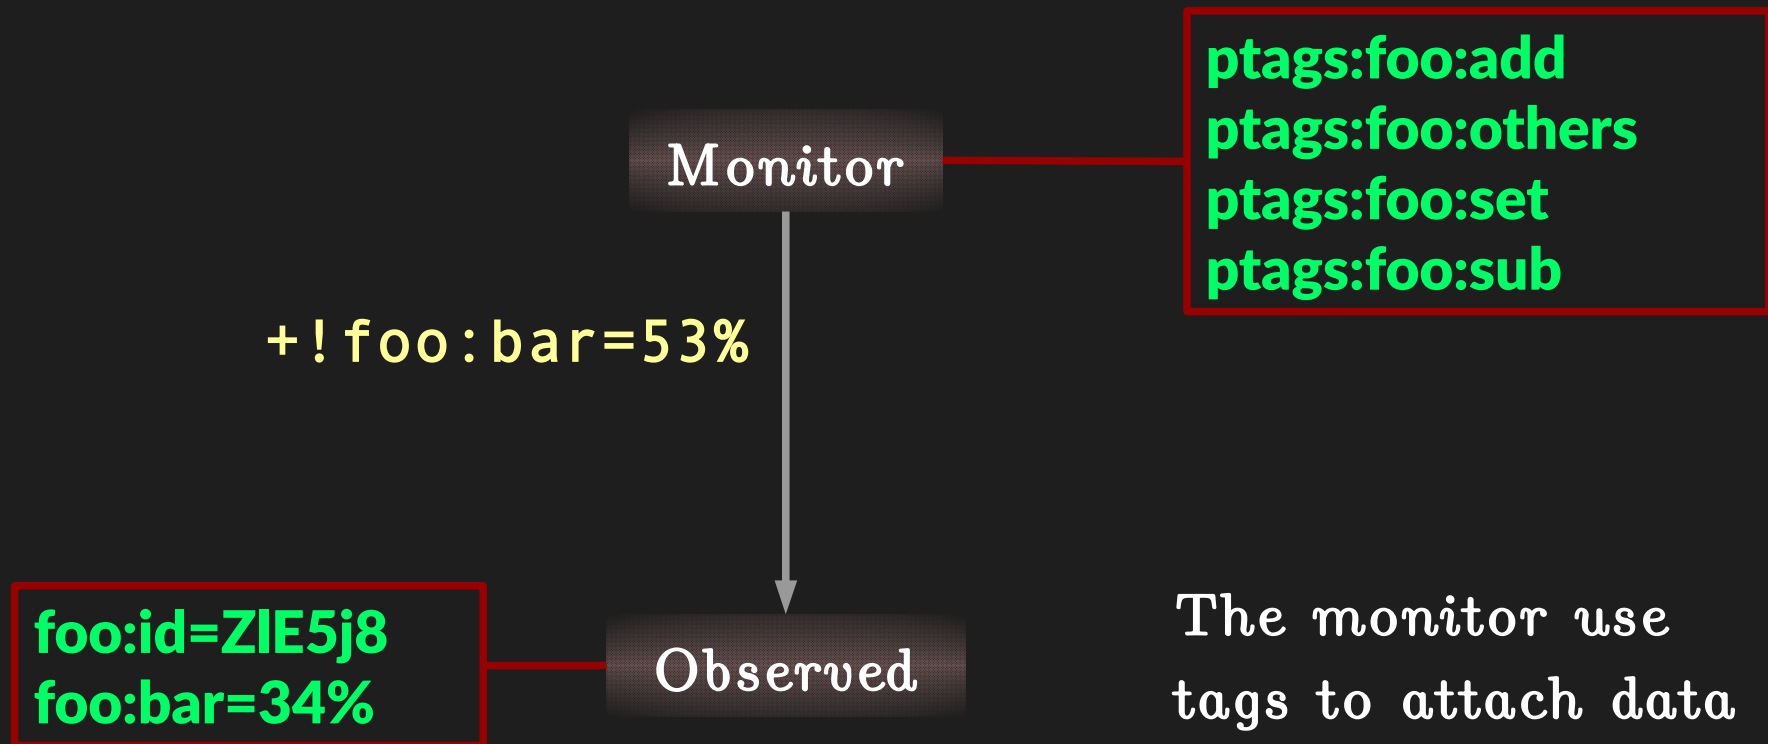 ptags:foo:add
ptags:foo:others
ptags:foo:set
ptags:foo:sub
Monitor
+!foo:bar=53%
foo:id=ZlE5j8
foo:bar=34%
Observed
The monitor use
tags to attach data